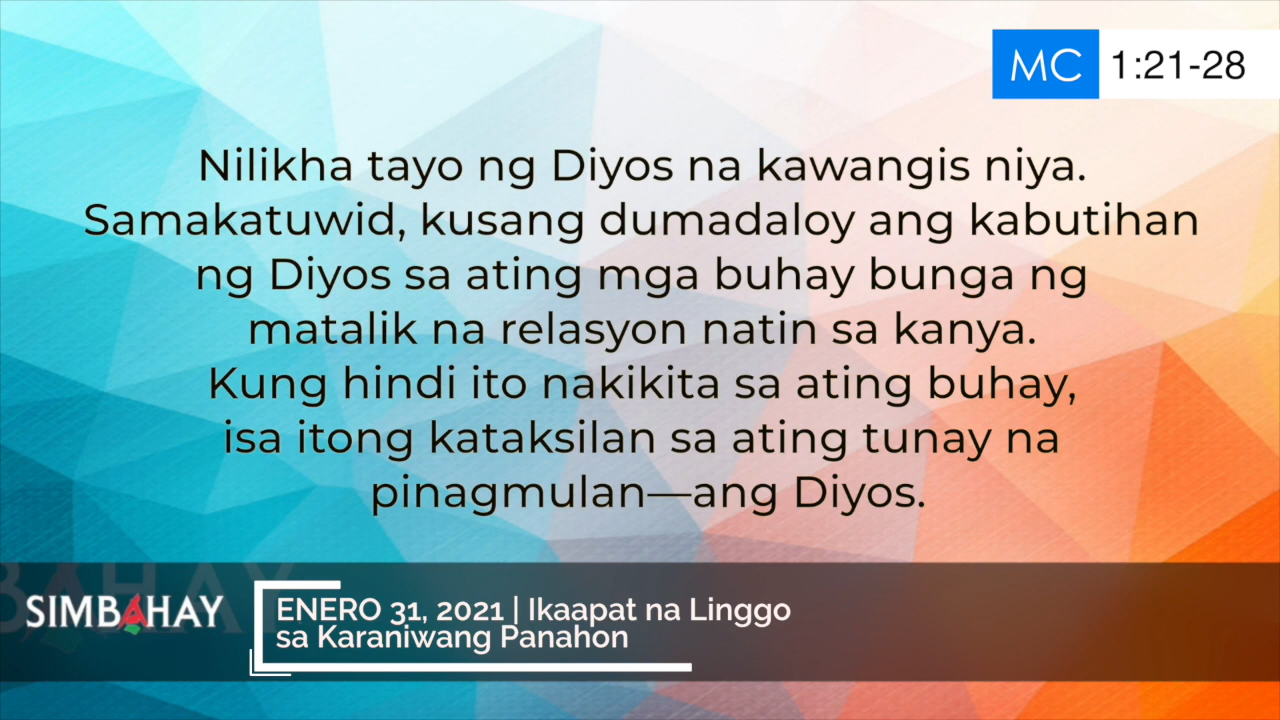 MC 1:21-28
Nilikha tayo ng Diyos na kawangis niya.
Samakatuwid, kusang dumadaloy ang kabutihan
ng Diyos sa ating mga buhay bunga ng
matalik na relasyon natin sa kanya.
Kung hindi ito nakikita sa ating buhay,
isa itong kataksilan sa ating tunay na
pinagmulan—ang Diyos.
SIMBAHAY
ENERO 31, 2021 | Ikaapat na Linggo
sa Karaniwang Panahon